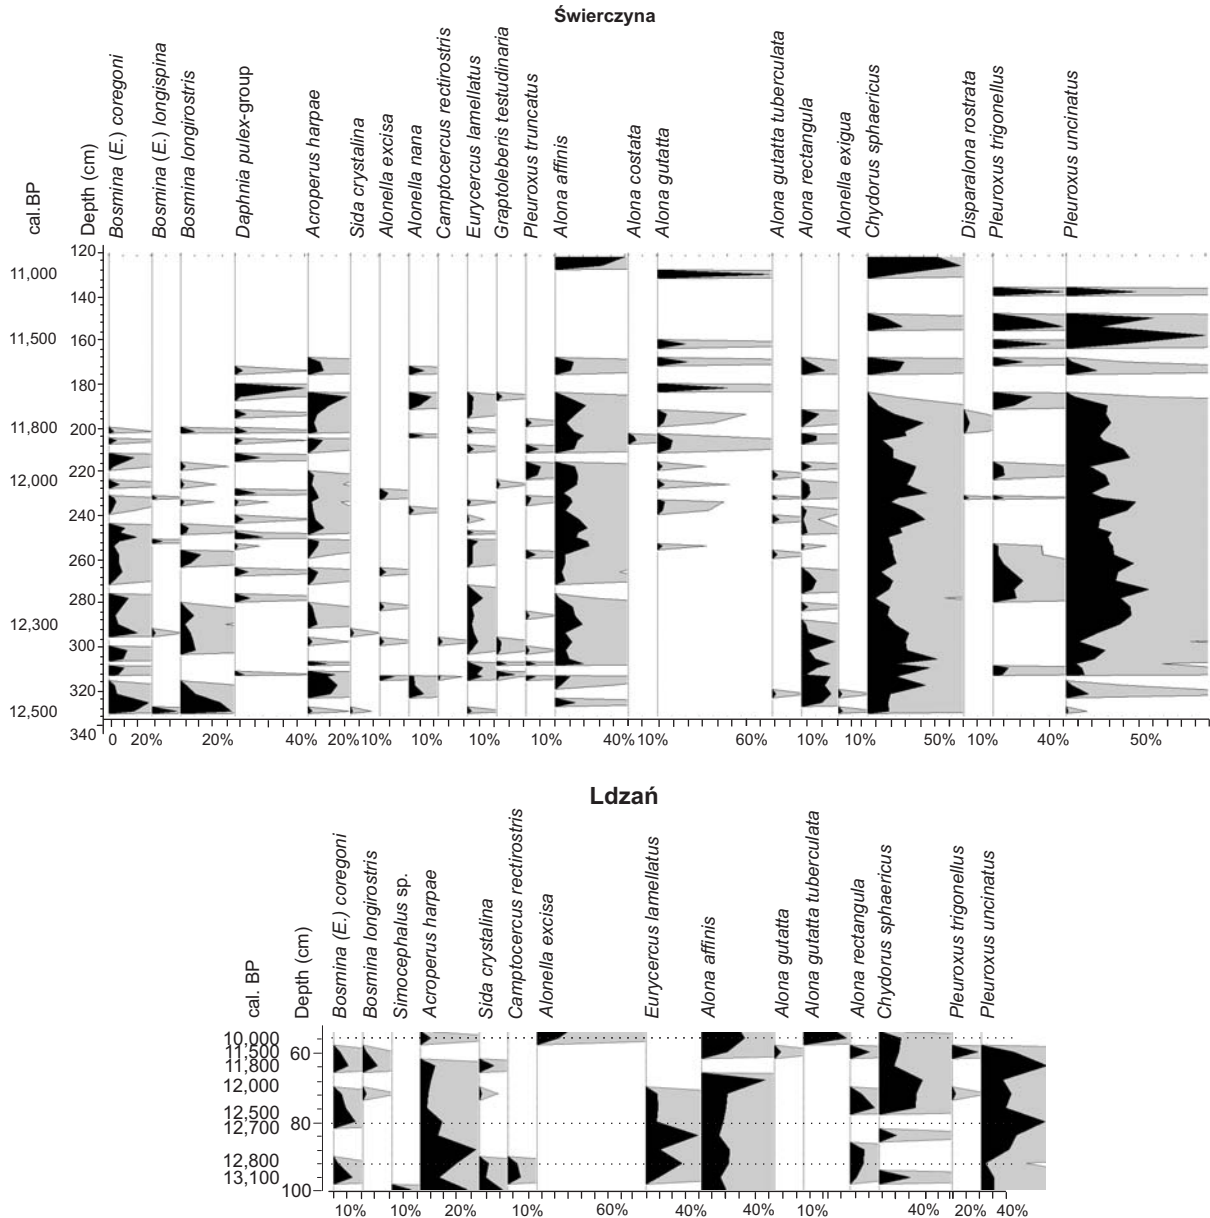 Świerczyna
cal.BP
Depth (cm)
Bosmina (E.) coregoni
Bosmina (E.) longispina
Bosmina longirostris
Daphnia pulex-group
Acroperus harpae
Sida crystalina
Alonella excisa
Alonella nana
Camptocercus rectirostris
Eurycercus lamellatus
Graptoleberis testudinaria
Pleuroxus truncatus
Alona affinis
Alona costata
Alona gutatta
Alona gutatta tuberculata
Alona rectangula
Alonella exigua
Chydorus sphaericus
Disparalona rostrata
Pleuroxus trigonellus
Pleuroxus uncinatus
120
11,000
140
11,500
160
180
11,800
200
220
12,000
240
260
280
12,300
300
320
12,500
340
0 20% 20% 40% 20% 10% 10% 10% 10% 40% 10% 60% 10% 10% 50% 10% 40% 50%
Ldzań
cal. BP
Depth (cm)
Bosmina (E.) coregoni
Bosmina longirostris
Simocephalus sp.
Acroperus harpae
Sida crystalina
Camptocercus rectirostris
Alonella excisa
Eurycercus lamellatus
Alona affinis
Alona gutatta
Alona gutatta tuberculata
Alona rectangula
Chydorus sphaericus
Pleuroxus trigonellus
Pleuroxus uncinatus
10,000
11,500
60
11,800
12,000
12,500
80
12,700
12,800
13,100
100
10% 10% 20% 10% 60% 40% 40% 10% 40% 20% 40%